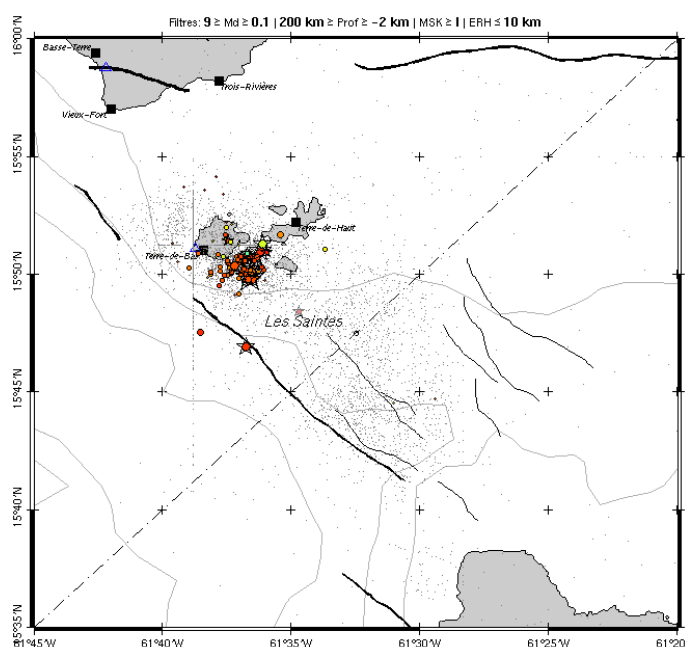 Filtres: 9 ≥ Md ≥ 0.1 | 200 km ≥ Prof ≥ -2 km | MSK ≥ I | ERH ≤ 10 km
16°00'N
Basse-Terre
Trois-Rivières
Vieux-Fort
15°55'N
Terre-de-Haut
Terre-de-Bas
15°50'N
Les Saintes
15°45'N
15°40'N
15°35'N
61°45'W
61°40'W
61°35'W
61°30'W
61°25'W
61°20'W